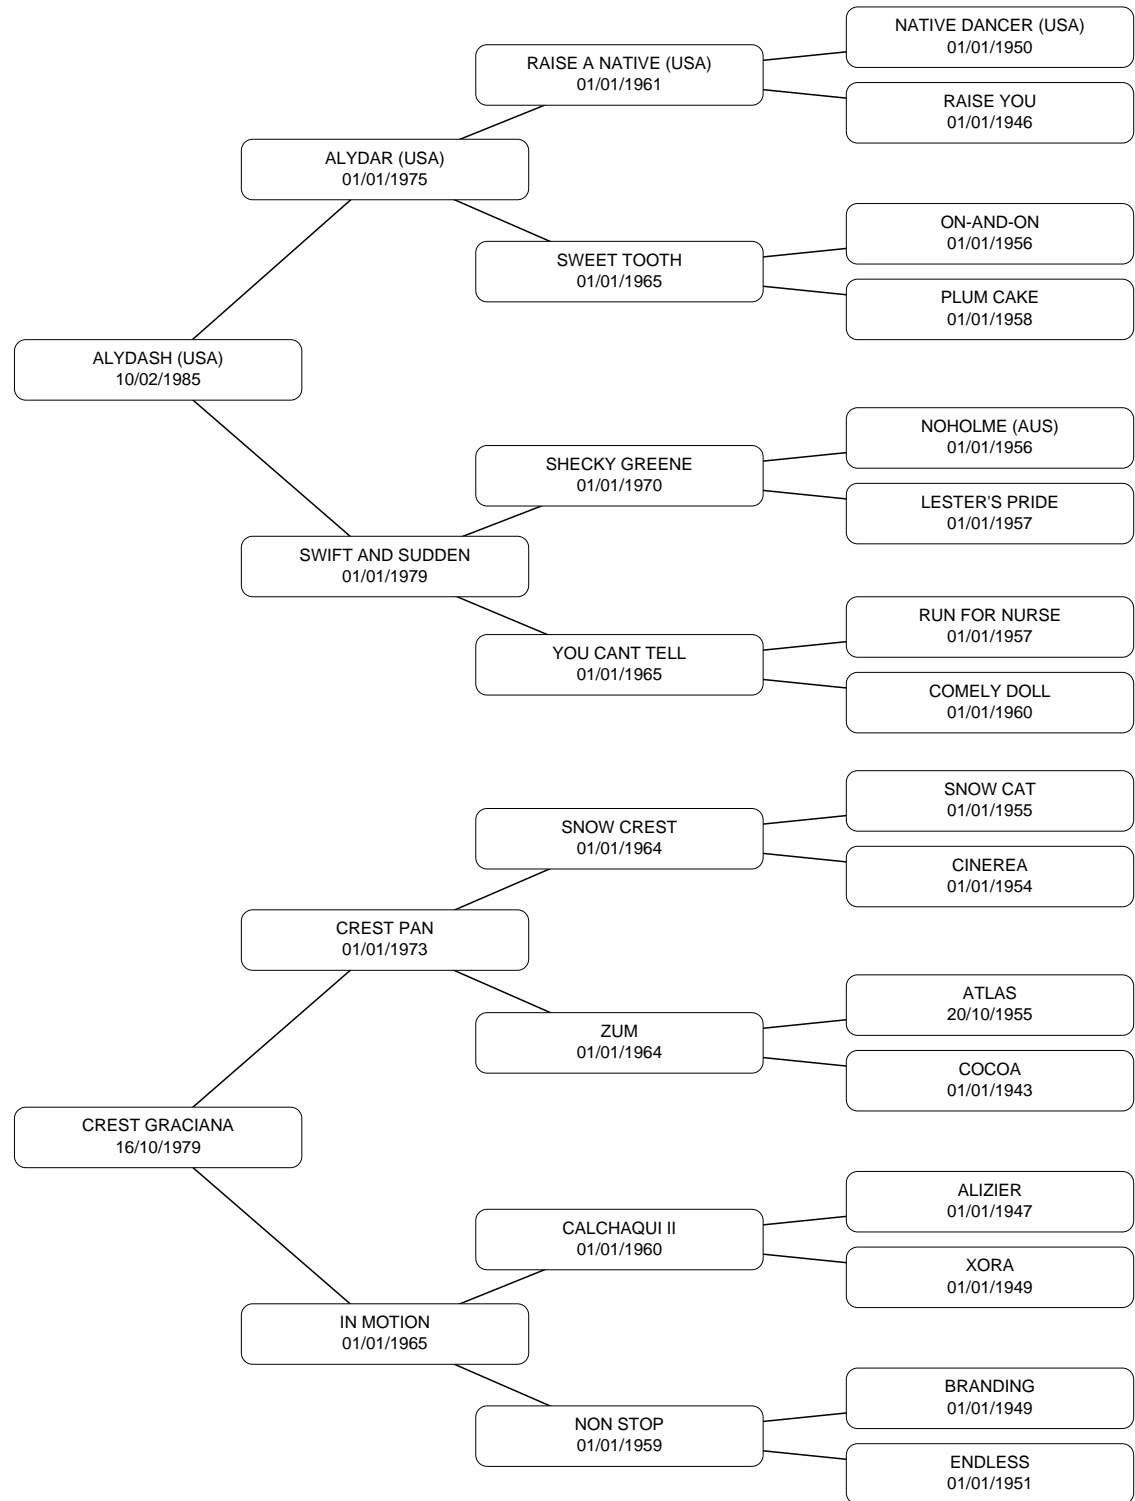 NATIVE DANCER (USA)
01/01/1950
RAISE A NATIVE (USA)
01/01/1961
RAISE YOU
01/01/1946
ALYDAR (USA)
01/01/1975
ON-AND-ON
01/01/1956
SWEET TOOTH
01/01/1965
PLUM CAKE
01/01/1958
ALYDASH (USA)
10/02/1985
NOHOLME (AUS)
01/01/1956
SHECKY GREENE
01/01/1970
LESTER'S PRIDE
01/01/1957
SWIFT AND SUDDEN
01/01/1979
RUN FOR NURSE
01/01/1957
YOU CANT TELL
01/01/1965
COMELY DOLL
01/01/1960
SNOW CAT
01/01/1955
SNOW CREST
01/01/1964
CINEREA
01/01/1954
CREST PAN
01/01/1973
ATLAS
20/10/1955
ZUM
01/01/1964
COCOA
01/01/1943
CREST GRACIANA
16/10/1979
ALIZIER
01/01/1947
CALCHAQUI II
01/01/1960
XORA
01/01/1949
IN MOTION
01/01/1965
BRANDING
01/01/1949
NON STOP
01/01/1959
ENDLESS
01/01/1951